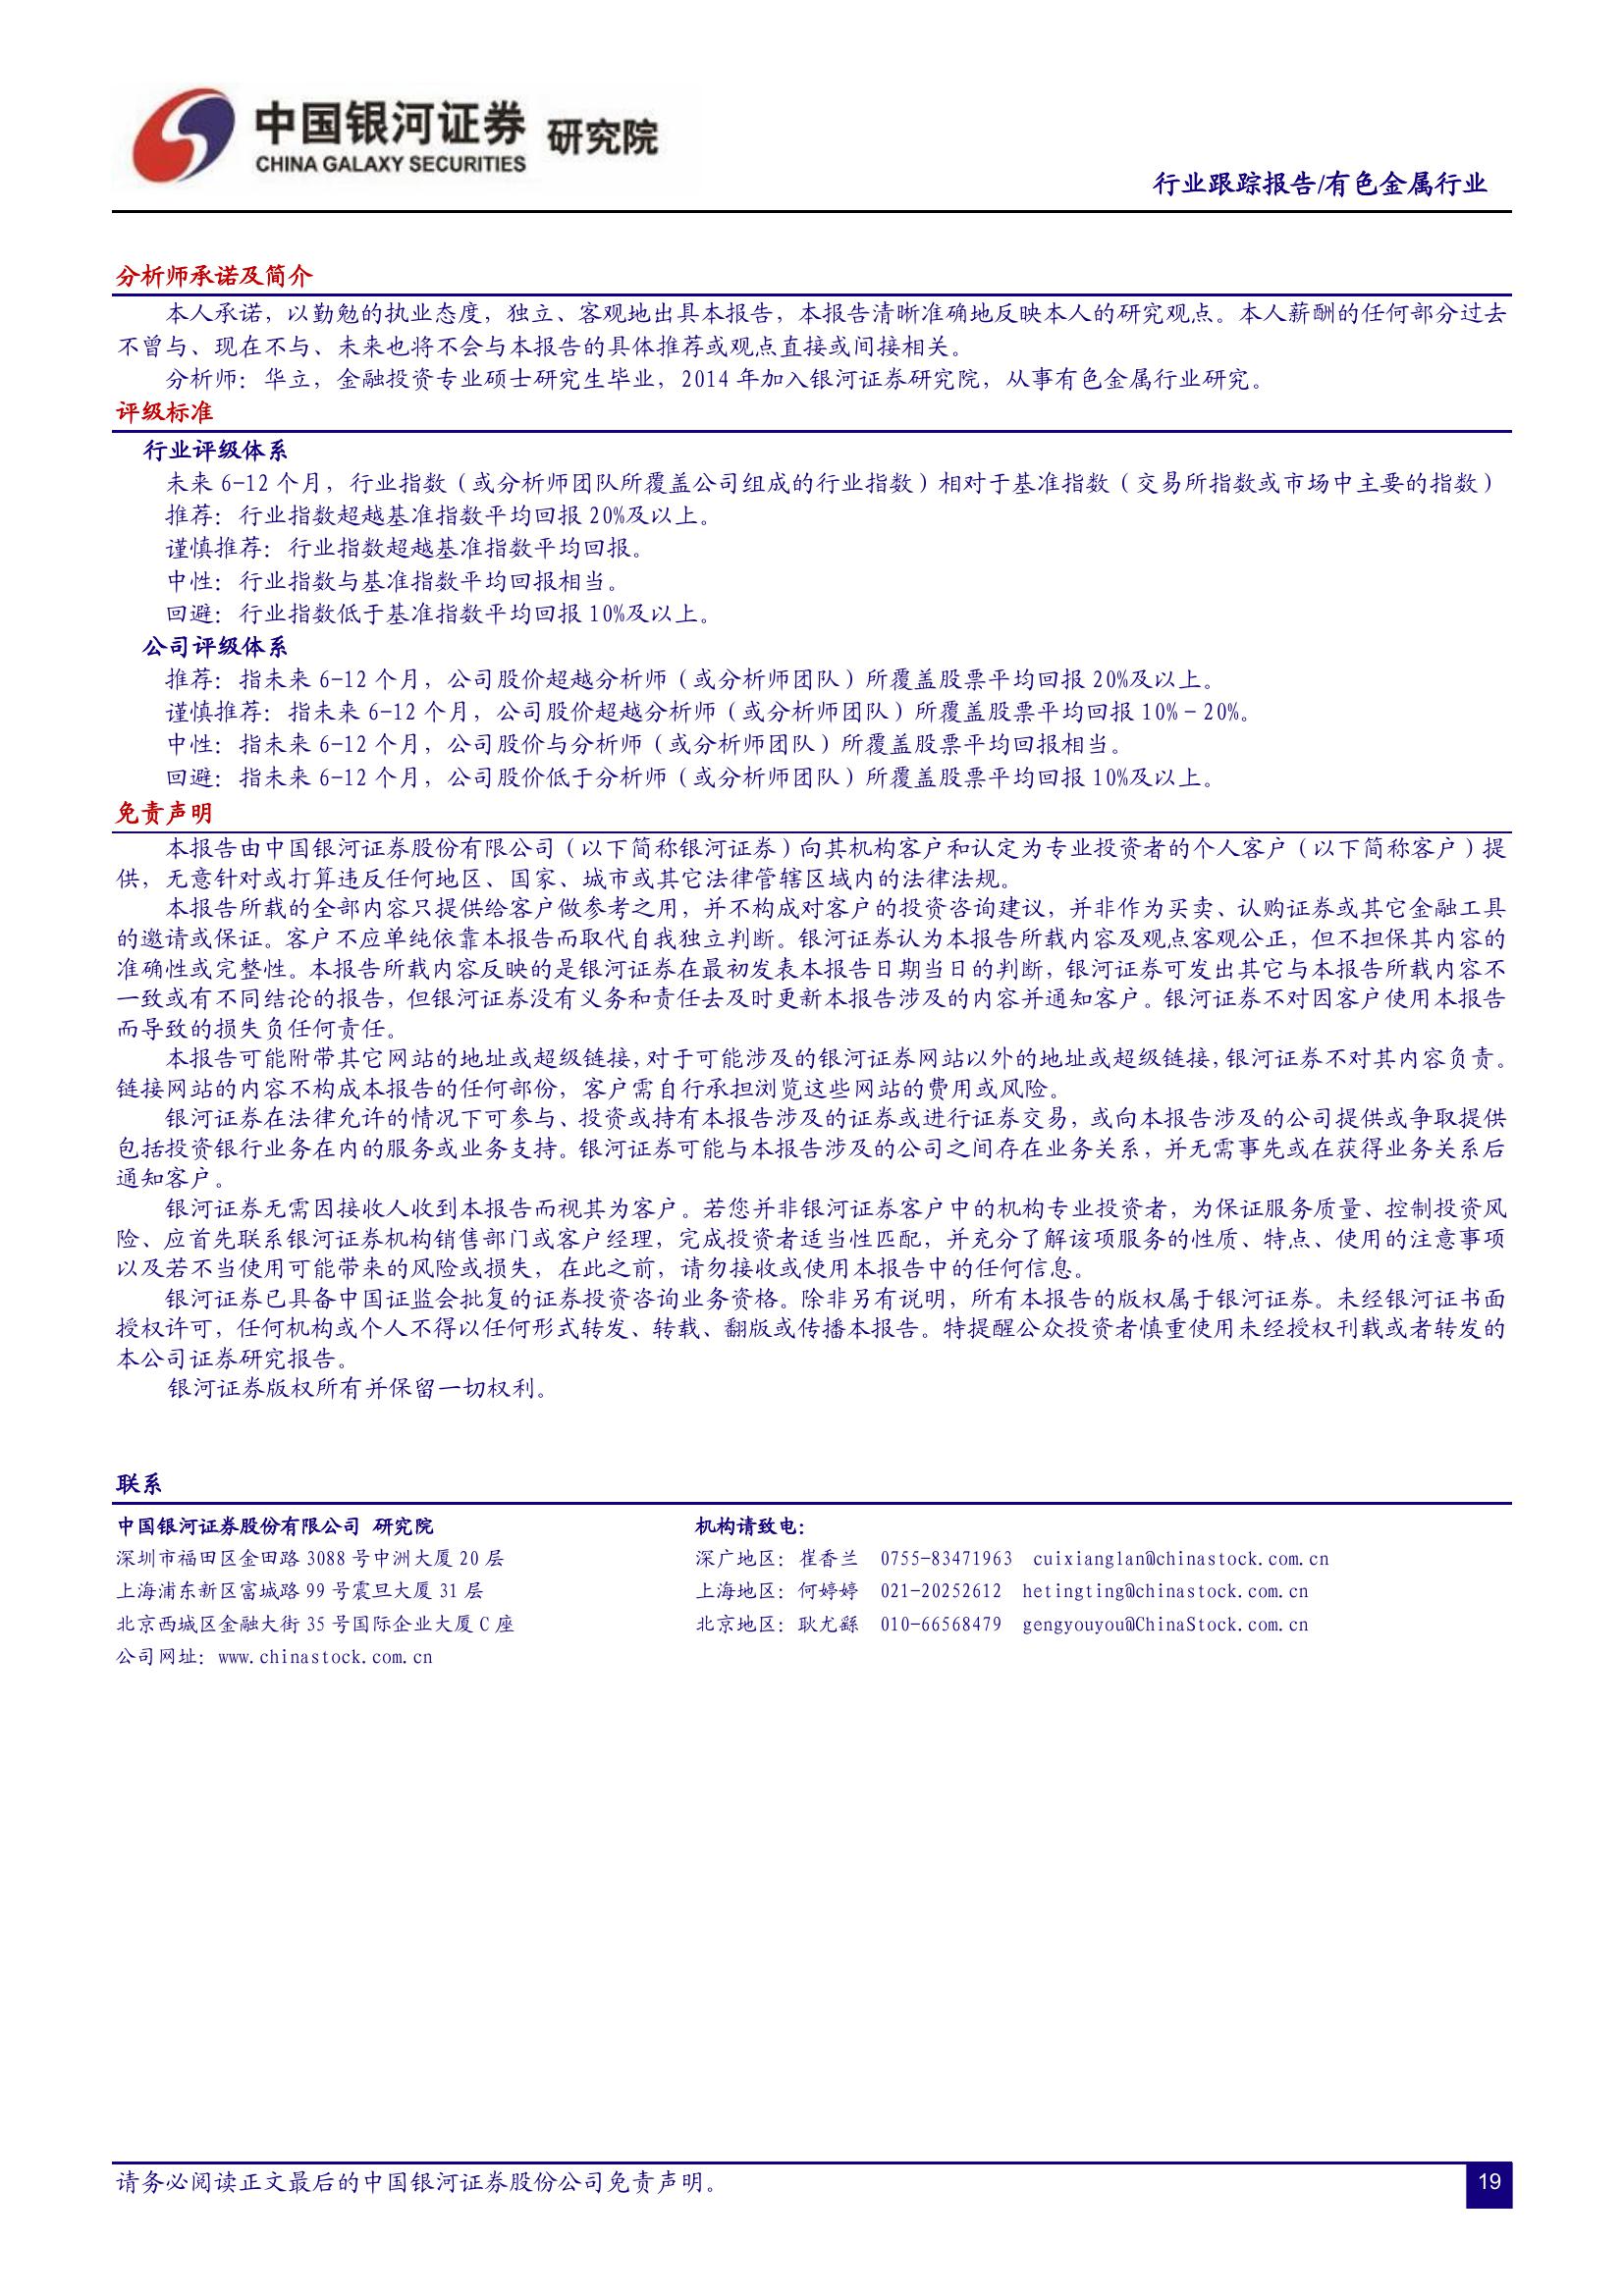 中国银河证券 研究院
CHINA GALAXY SECURITIES
行业跟踪报告/有色金属行业
分析师承诺及简介
本人承诺，以勤勉的执业态度，独立、客观地出具本报告，本报告清晰准确地反映本人的研究观点。本人薪酬的任何部分过去
不曾与、现在不与、未来也将不会与本报告的具体推荐或观点直接或间接相关。
分析师：华立，金融投资专业硕士研究生毕业，2014 年加入银河证券研究院，从事有色金属行业研究。
评级标准
行业评级体系
未来 6-12 个月，行业指数（或分析师团队所覆盖公司组成的行业指数）相对于基准指数（交易所指数或市场中主要的指数）
推荐：行业指数超越基准指数平均回报 20%及以上。
谨慎推荐：行业指数超越基准指数平均回报。
中性：行业指数与基准指数平均回报相当。
回避：行业指数低于基准指数平均回报 10%及以上。
公司评级体系
推荐：指未来 6-12 个月，公司股价超越分析师（或分析师团队）所覆盖股票平均回报 20%及以上。
谨慎推荐：指未来 6-12 个月，公司股价超越分析师（或分析师团队）所覆盖股票平均回报 10%－20%。
中性：指未来 6-12 个月，公司股价与分析师（或分析师团队）所覆盖股票平均回报相当。
回避：指未来 6-12 个月，公司股价低于分析师（或分析师团队）所覆盖股票平均回报 10%及以上。
免责声明
本报告由中国银河证券股份有限公司（以下简称银河证券）向其机构客户和认定为专业投资者的个人客户（以下简称客户）提
供，无意针对或打算违反任何地区、国家、城市或其它法律管辖区域内的法律法规。
本报告所载的全部内容只提供给客户做参考之用，并不构成对客户的投资咨询建议，并非作为买卖、认购证券或其它金融工具
的邀请或保证。客户不应单纯依靠本报告而取代自我独立判断。银河证券认为本报告所载内容及观点客观公正，但不担保其内容的
准确性或完整性。本报告所载内容反映的是银河证券在最初发表本报告日期当日的判断，银河证券可发出其它与本报告所载内容不
一致或有不同结论的报告，但银河证券没有义务和责任去及时更新本报告涉及的内容并通知客户。银河证券不对因客户使用本报告
而导致的损失负任何责任。
本报告可能附带其它网站的地址或超级链接，对于可能涉及的银河证券网站以外的地址或超级链接，银河证券不对其内容负责。
链接网站的内容不构成本报告的任何部份，客户需自行承担浏览这些网站的费用或风险。
银河证券在法律允许的情况下可参与、投资或持有本报告涉及的证券或进行证券交易，或向本报告涉及的公司提供或争取提供
包括投资银行业务在内的服务或业务支持。银河证券可能与本报告涉及的公司之间存在业务关系，并无需事先或在获得业务关系后
通知客户。
银河证券无需因接收人收到本报告而视其为客户。若您并非银河证券客户中的机构专业投资者，为保证服务质量、控制投资风
险、应首先联系银河证券机构销售部门或客户经理，完成投资者适当性匹配，并充分了解该项服务的性质、特点、使用的注意事项
以及若不当使用可能带来的风险或损失，在此之前，请勿接收或使用本报告中的任何信息。
银河证券已具备中国证监会批复的证券投资咨询业务资格。除非另有说明，所有本报告的版权属于银河证券。未经银河证书面
授权许可，任何机构或个人不得以任何形式转发、转载、翻版或传播本报告。特提醒公众投资者慎重使用未经授权刊载或者转发的
本公司证券研究报告。
银河证券版权所有并保留一切权利。
联系
中国银河证券股份有限公司 研究院
机构请致电：
深圳市福田区金田路 3088 号中洲大厦 20 层
深广地区：崔香兰 0755-83471963 cuixianglan@chinastock.com.cn
上海浦东新区富城路 99 号震旦大厦 31 层
上海地区：何婷婷 021-20252612 hetingting@chinastock.com.cn
北京西城区金融大街 35 号国际企业大厦 C 座
北京地区：耿尤繇 010-66568479 gengyouyou@ChinaStock.com.cn
公司网址：www.chinastock.com.cn
请务必阅读正文最后的中国银河证券股份公司免责声明。
19